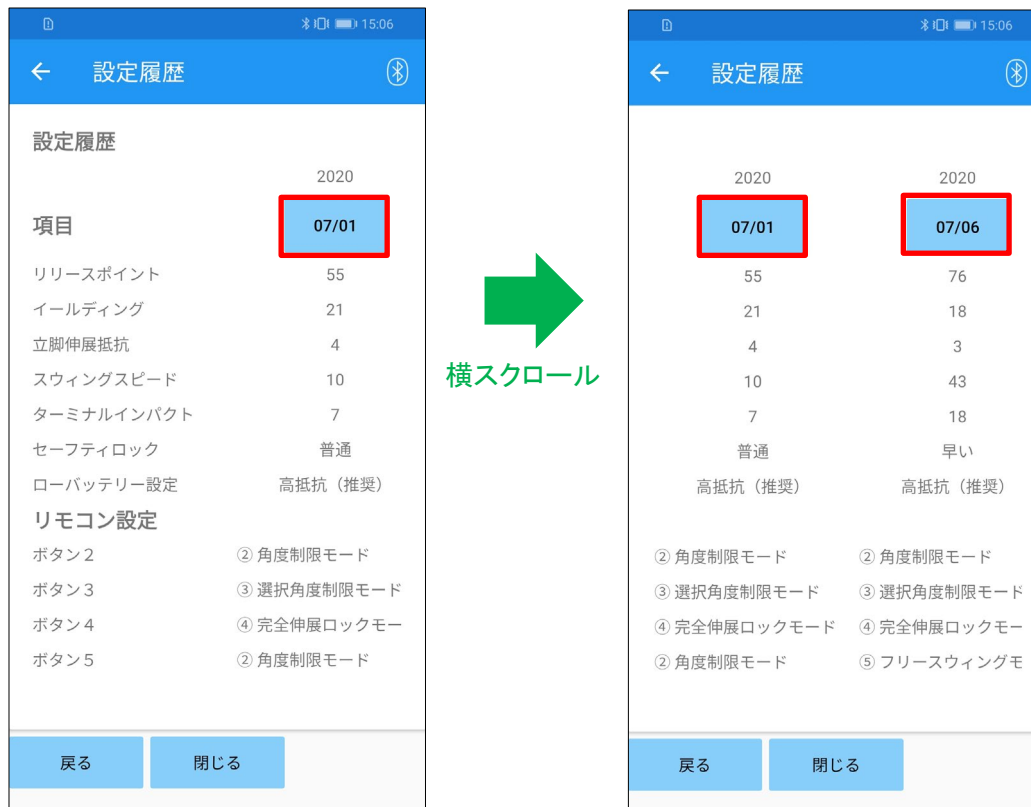 15:06
設定履歴
設定履歴
2020
項目 07/01
リリースポイント 55
イールディング 21
立脚伸展抵抗 4
スウィングスピード 10
ターミナルインパクト 7
セーフティロック 普通
ローバッテリー設定 高抵抗（推奨）
リモコン設定
ボタン２ ② 角度制限モード
ボタン３ ③ 選択角度制限モード
ボタン４ ④ 完全伸展ロックモー
ボタン５ ② 角度制限モード
戻る 閉じる
横スクロール
15:06
設定履歴
2020 2020
07/01 07/06
55 76
21 18
4 3
10 43
7 18
普通 早い
高抵抗（推奨） 高抵抗（推奨）
② 角度制限モード ② 角度制限モード
③ 選択角度制限モード ③ 選択角度制限モード
④ 完全伸展ロックモード ④ 完全伸展ロックモー
② 角度制限モード ⑤ フリースウィングモ
戻る 閉じる